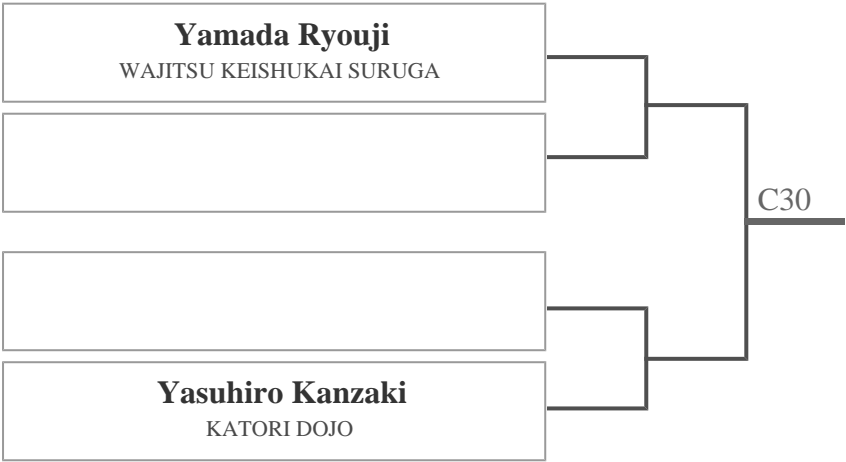 Yamada Ryouji
WAJITSU KEISHUKAI SURUGA
C30
Yasuhiro Kanzaki
KATORI DOJO